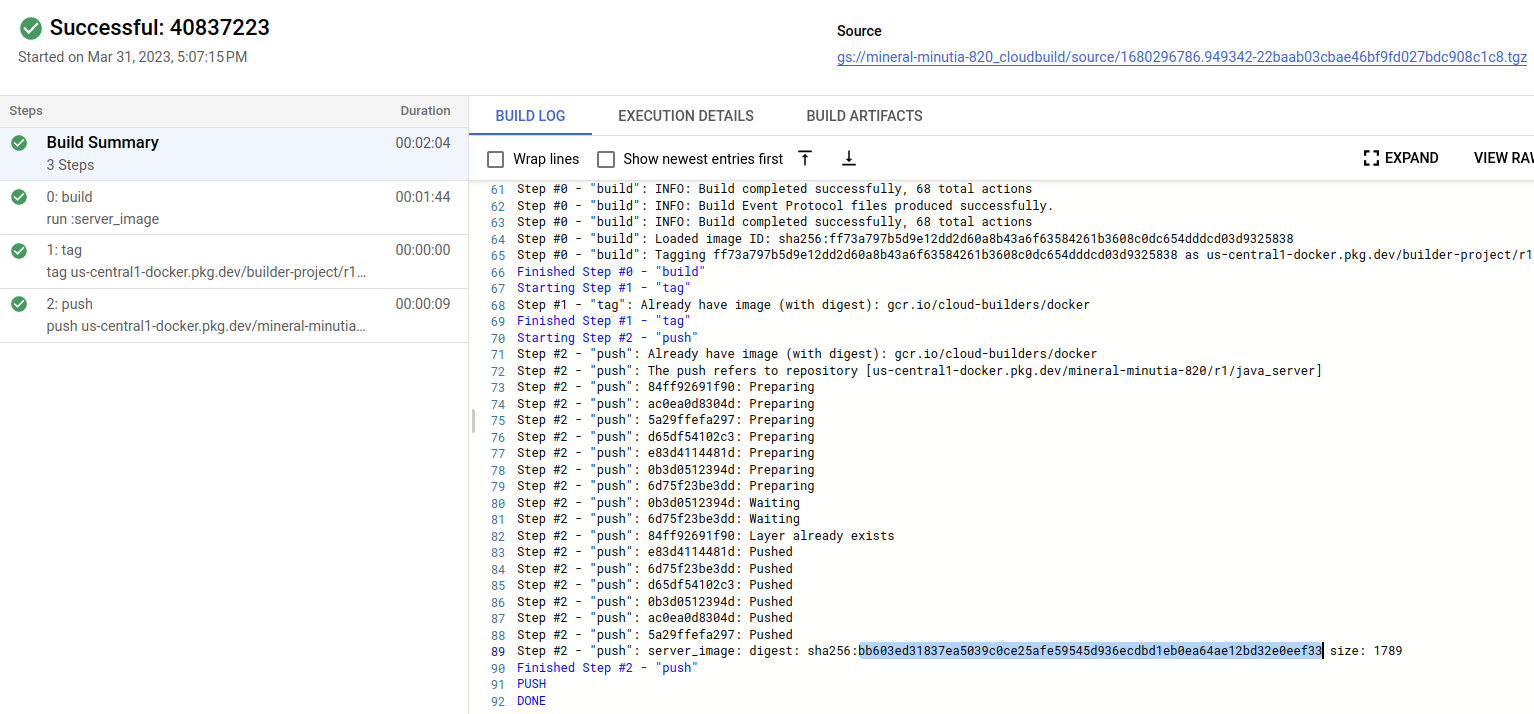 Successful: 40837223
Started on Mar 31, 2023, 5:07:15 PM
Source
gs://mineral-minutia-820_cloudbuild/source/1680296786.949342-22baab03cbae46bf9fd027bdc908c1c8.tgz
Steps Duration
Build Summary 00:02:04
3 Steps
0: build 00:01:44
run :server_image
1: tag 00:00:00
tag us-central1-docker.pkg.dev/builder-project/r1...
2: push 00:00:09
push us-central1-docker.pkg.dev/mineral-minutia...
BUILD LOG EXECUTION DETAILS BUILD ARTIFACTS
Wrap lines Show newest entries first EXPAND VIEW RAW
61 Step #0 - "build": INFO: Build completed successfully, 68 total actions
62 Step #0 - "build": INFO: Build Event Protocol files produced successfully.
63 Step #0 - "build": INFO: Build completed successfully, 68 total actions
64 Step #0 - "build": Loaded image ID: sha256:ff73a797b5d9e12dd2d60a8b43a6f63584261b3608c0dc654dddcd03d9325838
65 Step #0 - "build": Tagging ff73a797b5d9e12dd2d60a8b43a6f63584261b3608c0dc654dddcd03d9325838 as us-central1-docker.pkg.dev/builder-project/r1
66 Finished Step #0 - "build"
67 Starting Step #1 - "tag"
68 Step #1 - "tag": Already have image (with digest): gcr.io/cloud-builders/docker
69 Finished Step #1 - "tag"
70 Starting Step #2 - "push"
71 Step #2 - "push": Already have image (with digest): gcr.io/cloud-builders/docker
72 Step #2 - "push": The push refers to repository [us-central1-docker.pkg.dev/mineral-minutia-820/r1/java_server]
73 Step #2 - "push": 84ff92691f90: Preparing
74 Step #2 - "push": ac0ea0d8304d: Preparing
75 Step #2 - "push": 5a29ffefa297: Preparing
76 Step #2 - "push": d65df54102c3: Preparing
77 Step #2 - "push": e83d4114481d: Preparing
78 Step #2 - "push": 0b3d0512394d: Preparing
79 Step #2 - "push": 6d75f23be3dd: Preparing
80 Step #2 - "push": 0b3d0512394d: Waiting
81 Step #2 - "push": 6d75f23be3dd: Waiting
82 Step #2 - "push": 84ff92691f90: Layer already exists
83 Step #2 - "push": e83d4114481d: Pushed
84 Step #2 - "push": 6d75f23be3dd: Pushed
85 Step #2 - "push": d65df54102c3: Pushed
86 Step #2 - "push": 0b3d0512394d: Pushed
87 Step #2 - "push": ac0ea0d8304d: Pushed
88 Step #2 - "push": 5a29ffefa297: Pushed
89 Step #2 - "push": server_image: digest: sha256:bb603ed31837ea5039c0ce25afe59545d936ecdbd1eb0ea64ae12bd32e0eef33 size: 1789
90 Finished Step #2 - "push"
91 PUSH
92 DONE